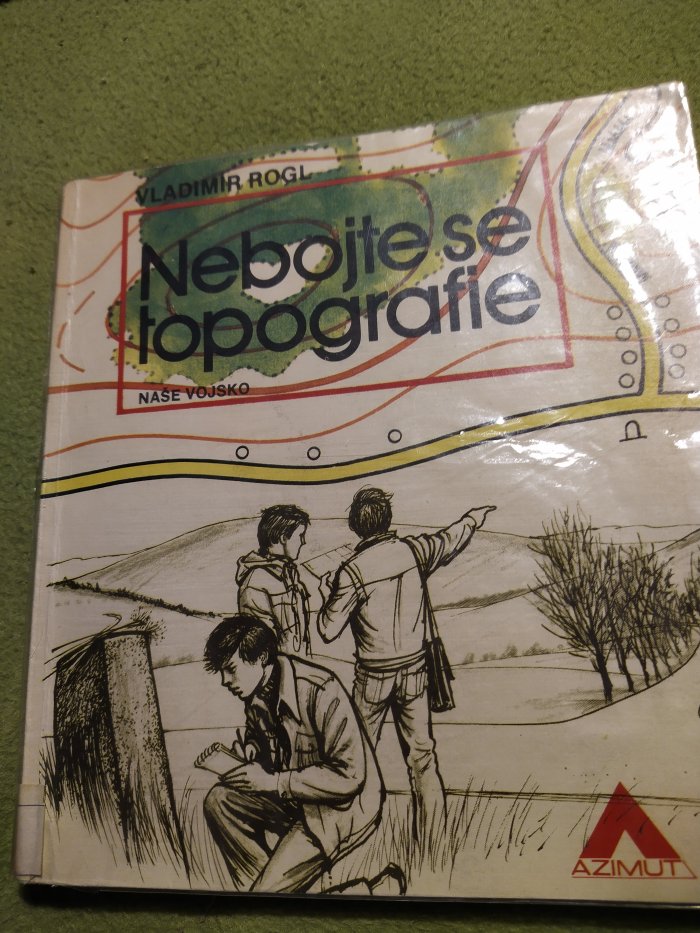 VLADIMÍR ROGL
Nebojte se
topografie
NAŠE VOJSKO
AZIMUT